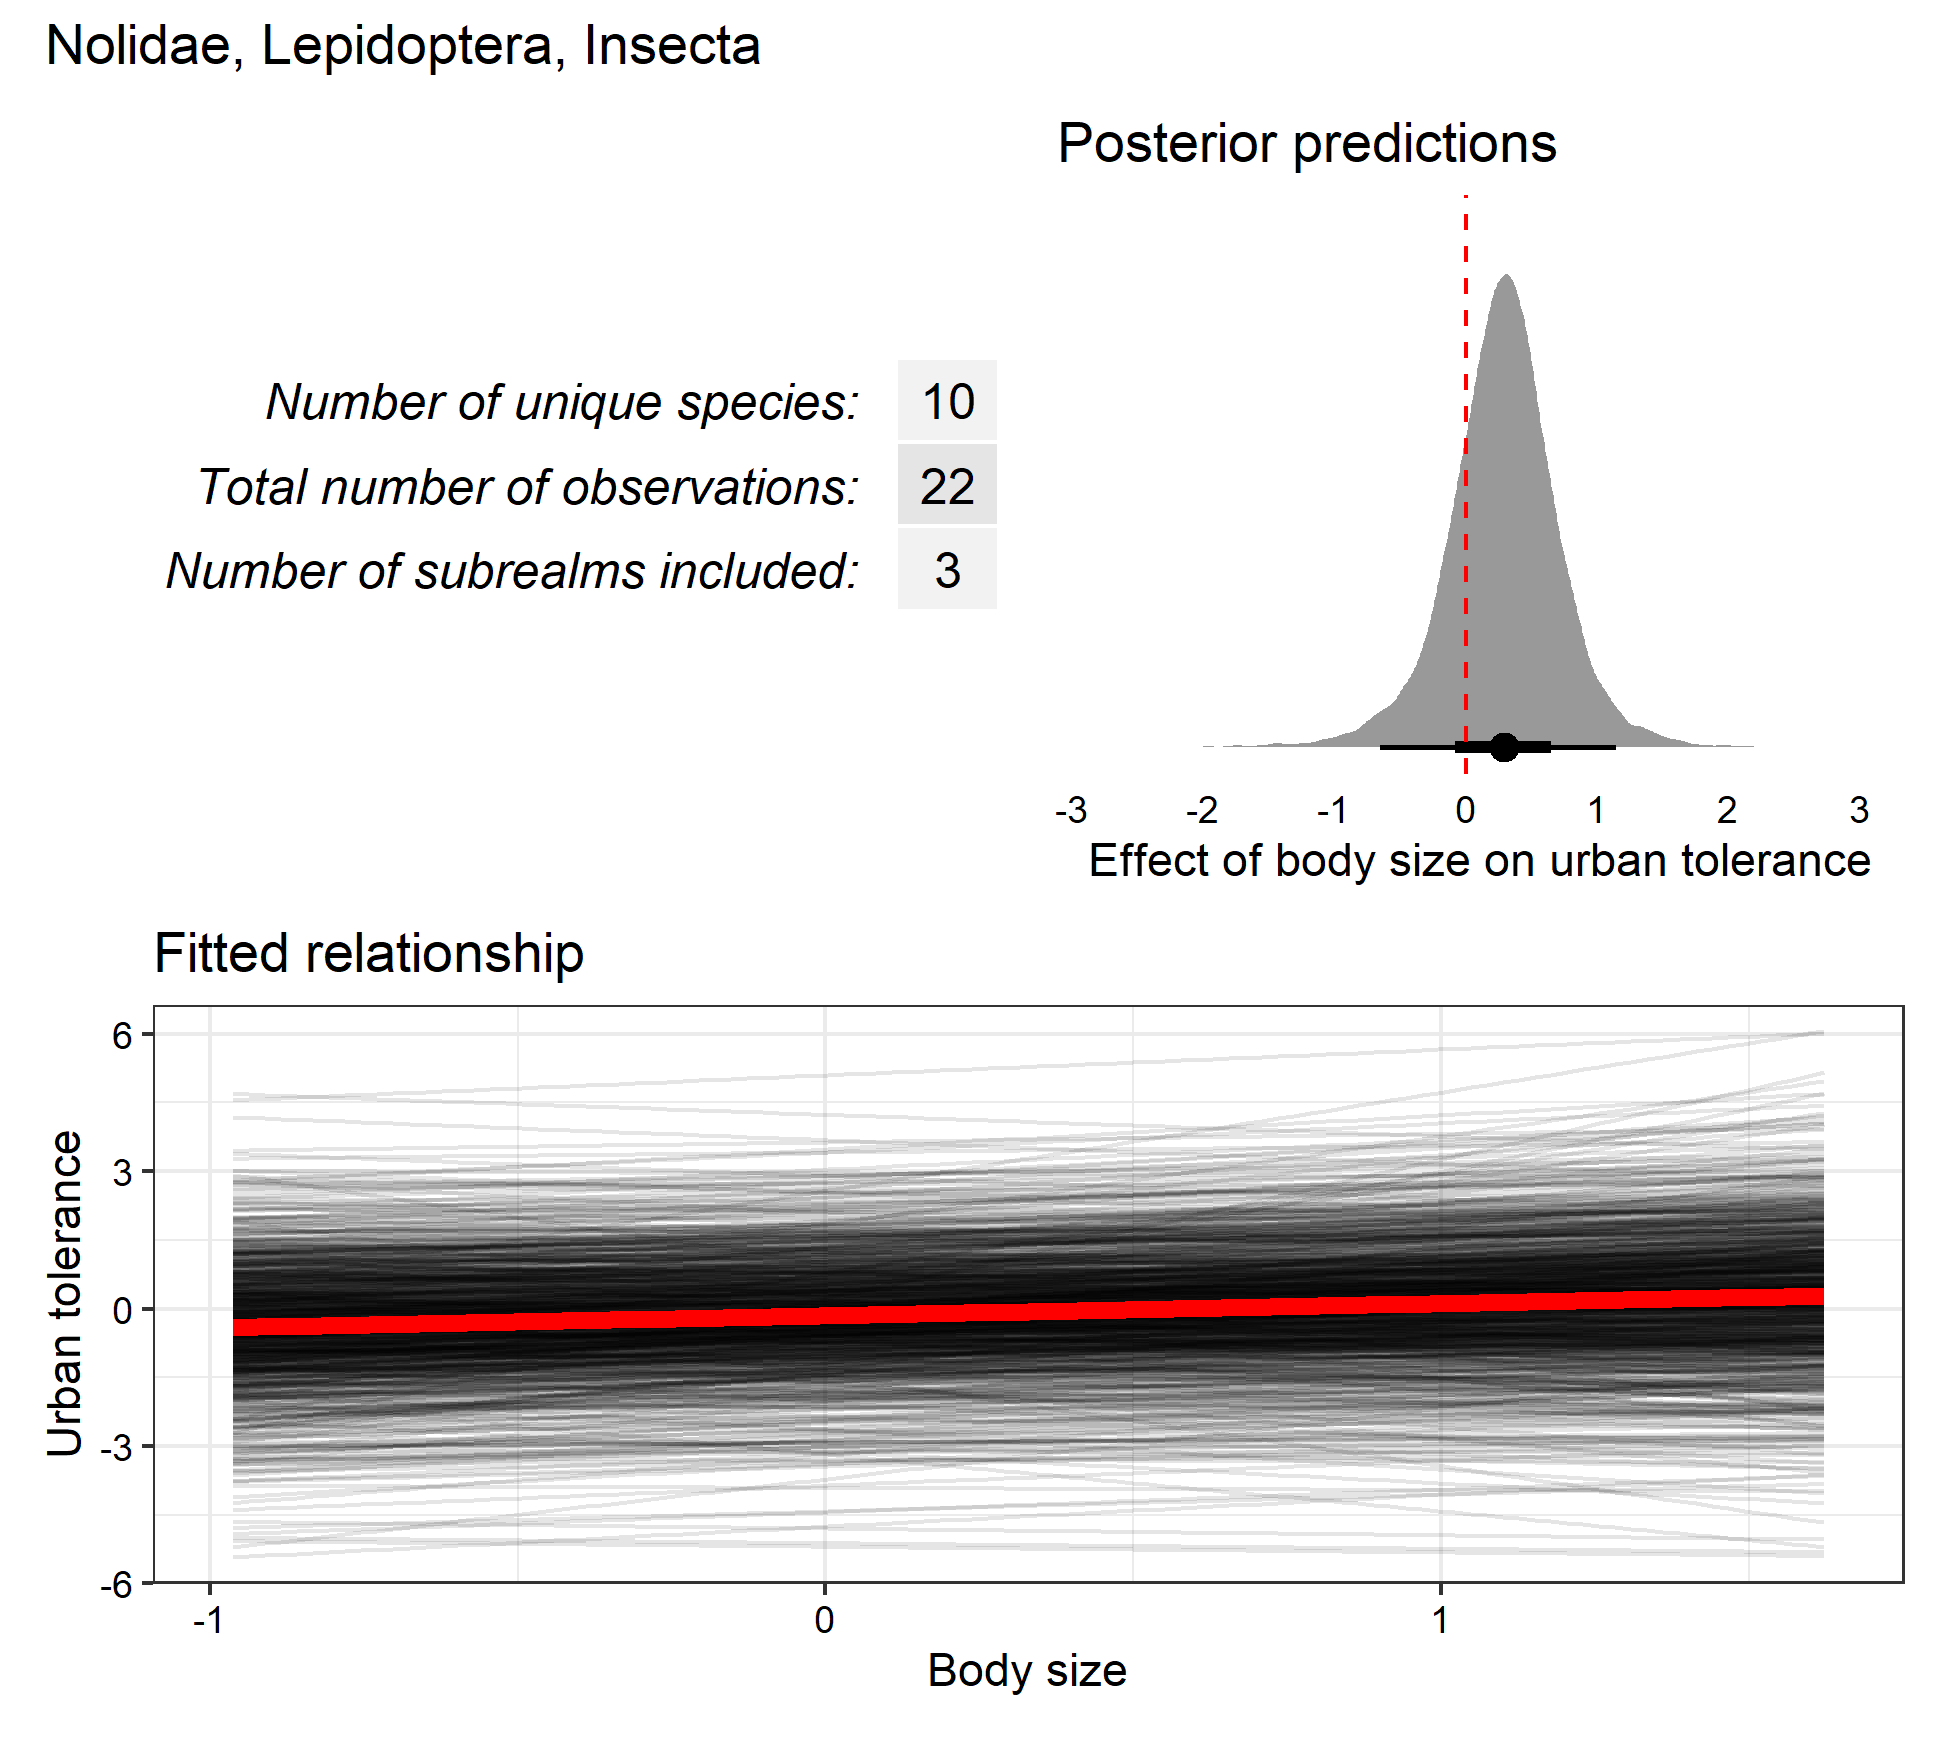 Nolidae, Lepidoptera, Insecta
Posterior predictions
Number of unique species: 10
Total number of observations: 22
Number of subrealms included: 3
-3 -2 -1 0 1 2 3
Effect of body size on urban tolerance
Fitted relationship
6
3
0
-3
-6
Urban tolerance
-1 0 1
Body size